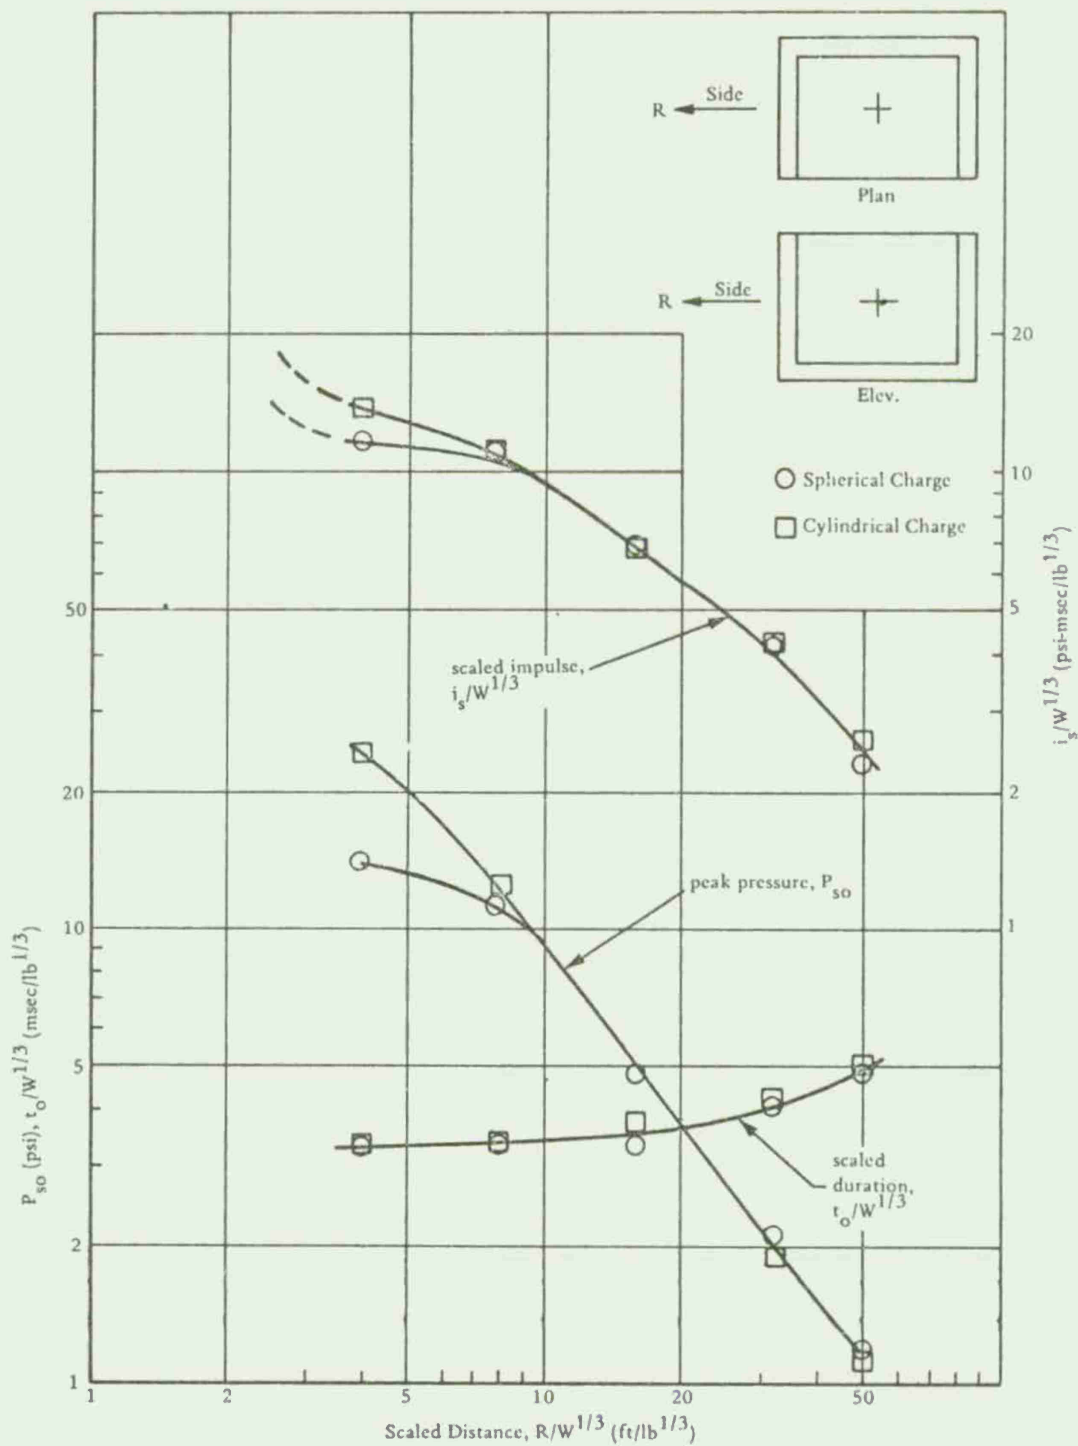 R
Side
Plan
R
Side
Elev.
Spherical Charge
Cylindrical Charge
20
10
5
2
1
i_s/W^1/3 (psi-msec/lb^1/3)
scaled impulse,
i_s/W^1/3
peak pressure, P_so
scaled
duration,
t_o/W^1/3
50
20
10
5
2
1
P_so (psi), t_o/W^1/3 (msec/lb^1/3)
1
2
5
10
20
50
Scaled Distance, R/W^1/3 (ft/lb^1/3)